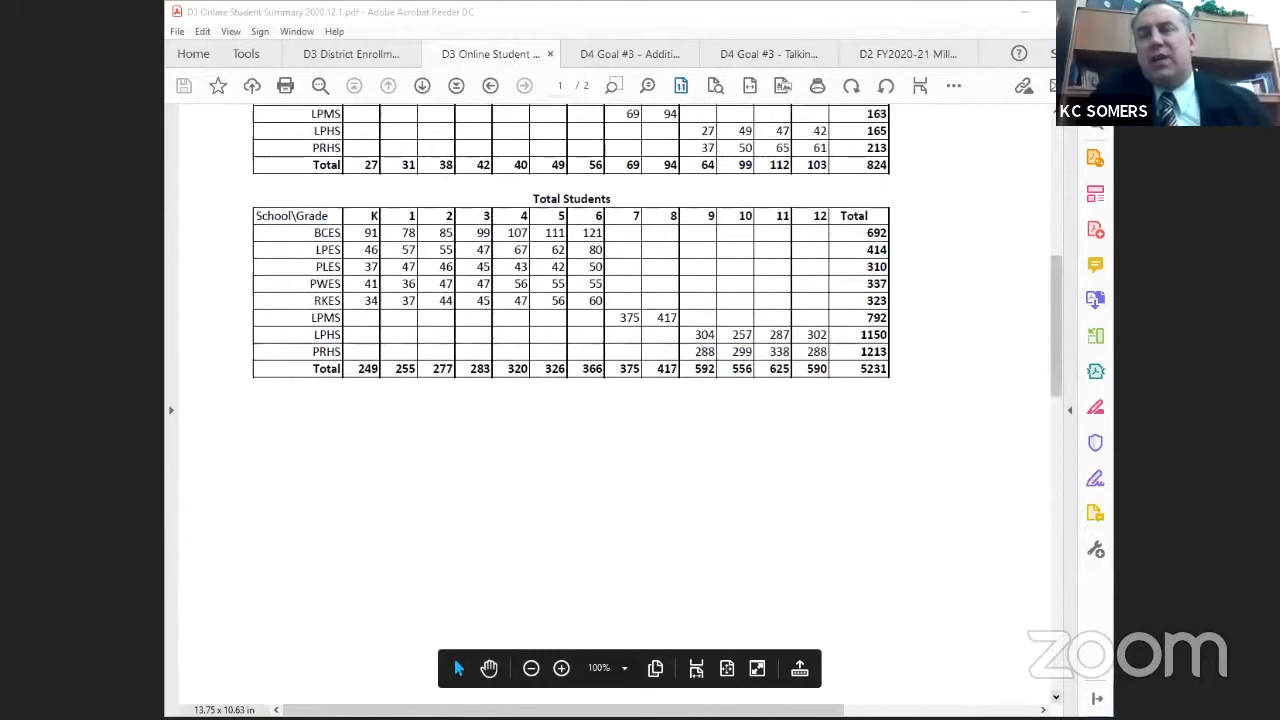 D3 Online Student Summary 2020.12.1.pdf - Adobe Acrobat Reader DC
File Edit View Sign Window Help
Home Tools D3 District Enrollm... D3 Online Student ... × D4 Goal #3 - Additi... D4 Goal #3 - Talkin... D2 FY2020-21 Mill...
1 / 2
KC SOMERS
LPMS 69 94 163
LPHS 27 49 47 42 165
PRHS 37 50 65 61 213
Total 27 31 38 42 40 49 56 69 94 64 99 112 103 824
Total Students
School\Grade K 1 2 3 4 5 6 7 8 9 10 11 12 Total
BCES 91 78 85 99 107 111 121 692
LPES 46 57 55 47 67 62 80 414
PLES 37 47 46 45 43 42 50 310
PWES 41 36 47 47 56 55 55 337
RKES 34 37 44 45 47 56 60 323
LPMS 375 417 792
LPHS 304 257 287 302 1150
PRHS 288 299 338 288 1213
Total 249 255 277 283 320 326 366 375 417 592 556 625 590 5231
100%
zoom
13.75 x 10.63 in